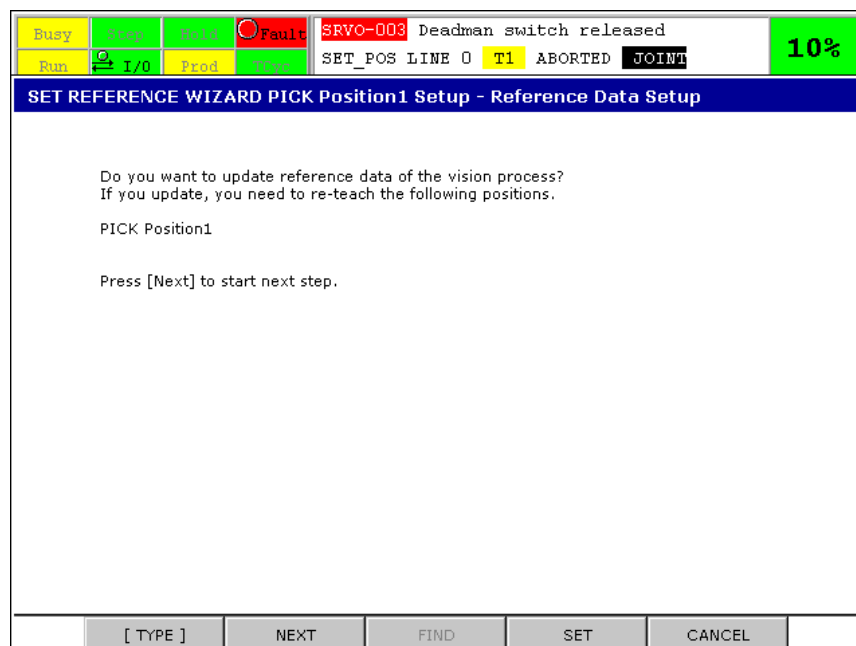 Busy Step Hold Fault SRVO-003 Deadman switch released
Run I/O Prod TCyc SET_POS LINE 0 T1 ABORTED JOINT 10%
SET REFERENCE WIZARD PICK Position1 Setup - Reference Data Setup
Do you want to update reference data of the vision process?
If you update, you need to re-teach the following positions.
PICK Position1
Press [Next] to start next step.
[ TYPE ] NEXT FIND SET CANCEL